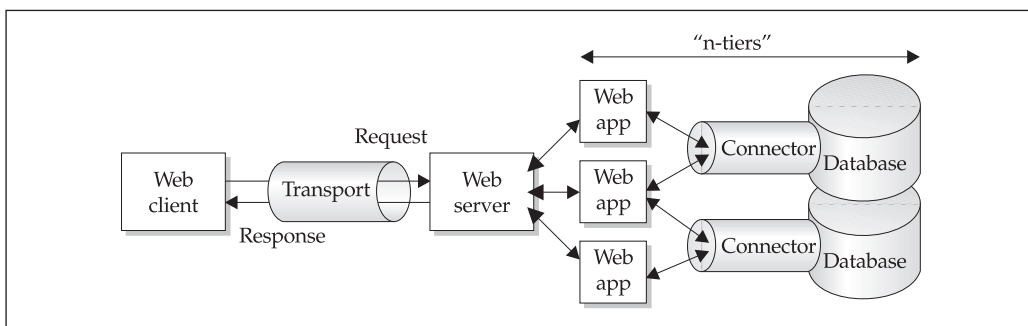 “n-tiers”
Web
app
Request
Connector
Database
Web
client
Transport
Web
server
Web
app
Response
Connector
Database
Web
app